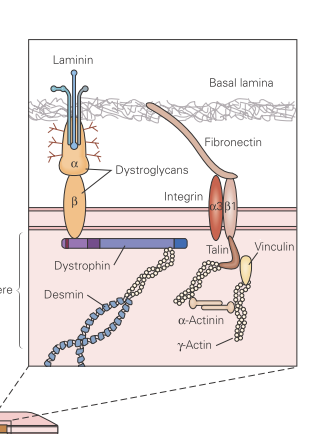 Laminin
Basal lamina
Fibronectin
α
Dystroglycans
β
Integrin
α3
β1
Talin
Vinculin
Dystrophin
Desmin
ere
α-Actinin
γ-Actin